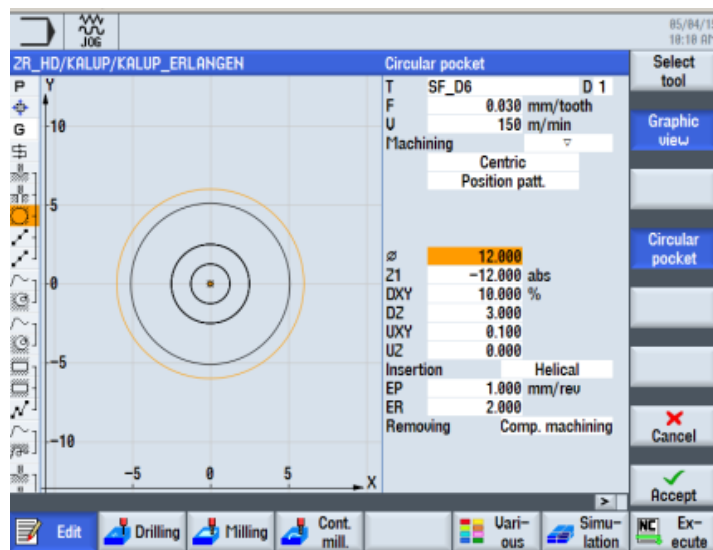 JOG
05/04/15
10:10 AM
ZR_HD/KALUP/KALUP_ERLANGEN
Circular pocket
Select
tool
P
Y
T SF_D6 D 1
F 0.030 mm/tooth
G
10
V 150 m/min
Graphic
view
Machining ▽
Centric
Position patt.
5
Circular
pocket
ø 12.000
0
Z1 -12.000 abs
DXY 10.000 %
DZ 3.000
UXY 0.100
UZ 0.000
-5
Insertion Helical
EP 1.000 mm/rev
ER 2.000
Removing Comp. machining
Cancel
-10
-5 0 5 X
>
Accept
Edit
Drilling
Milling
Cont.
mill.
Vari-
ous
Simu-
lation
NC
Ex-
ecute